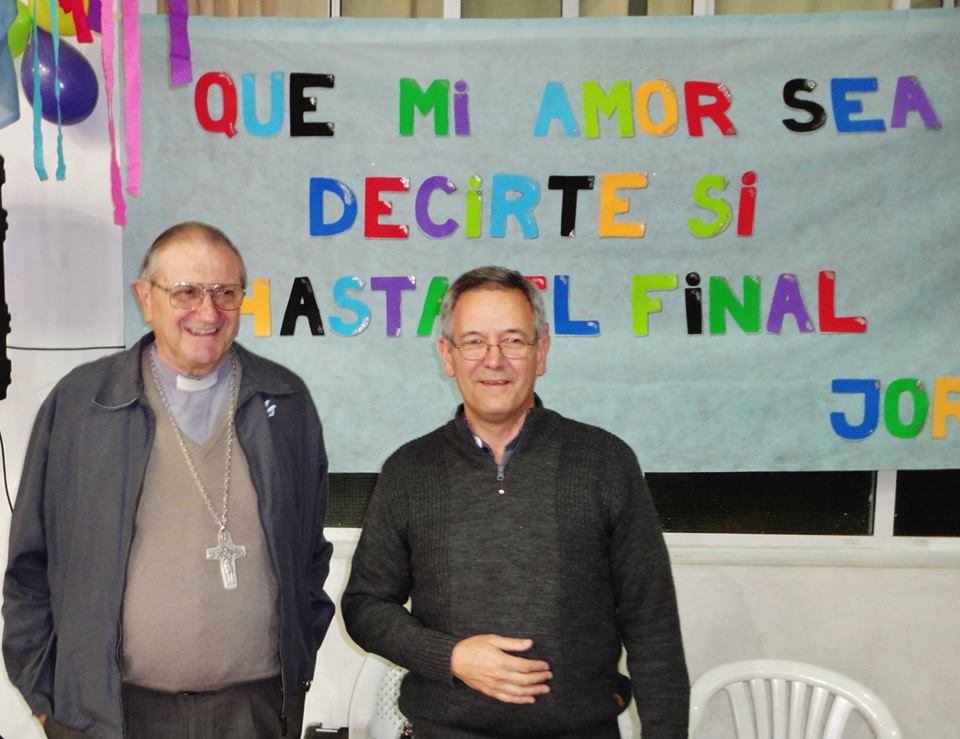 QUE Mi AMOR SEA
DECiRTE Si
HASTA EL FiNAL
JOR